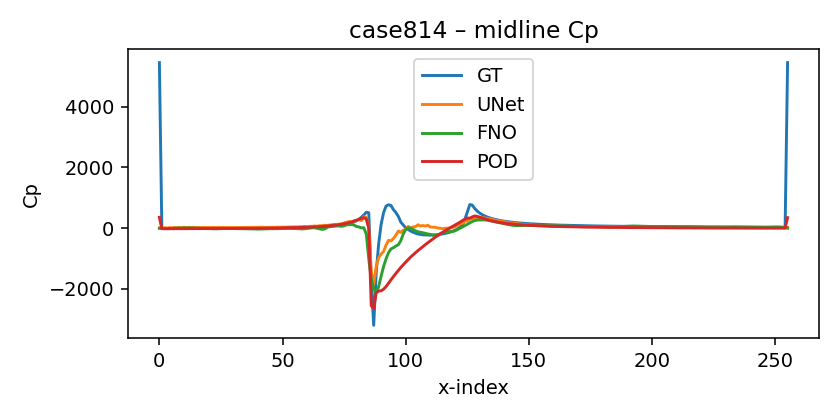 case814 – midline Cp
GT
UNet
FNO
POD
4000
2000
0
−2000
Cp
0
50
100
150
200
250
x-index